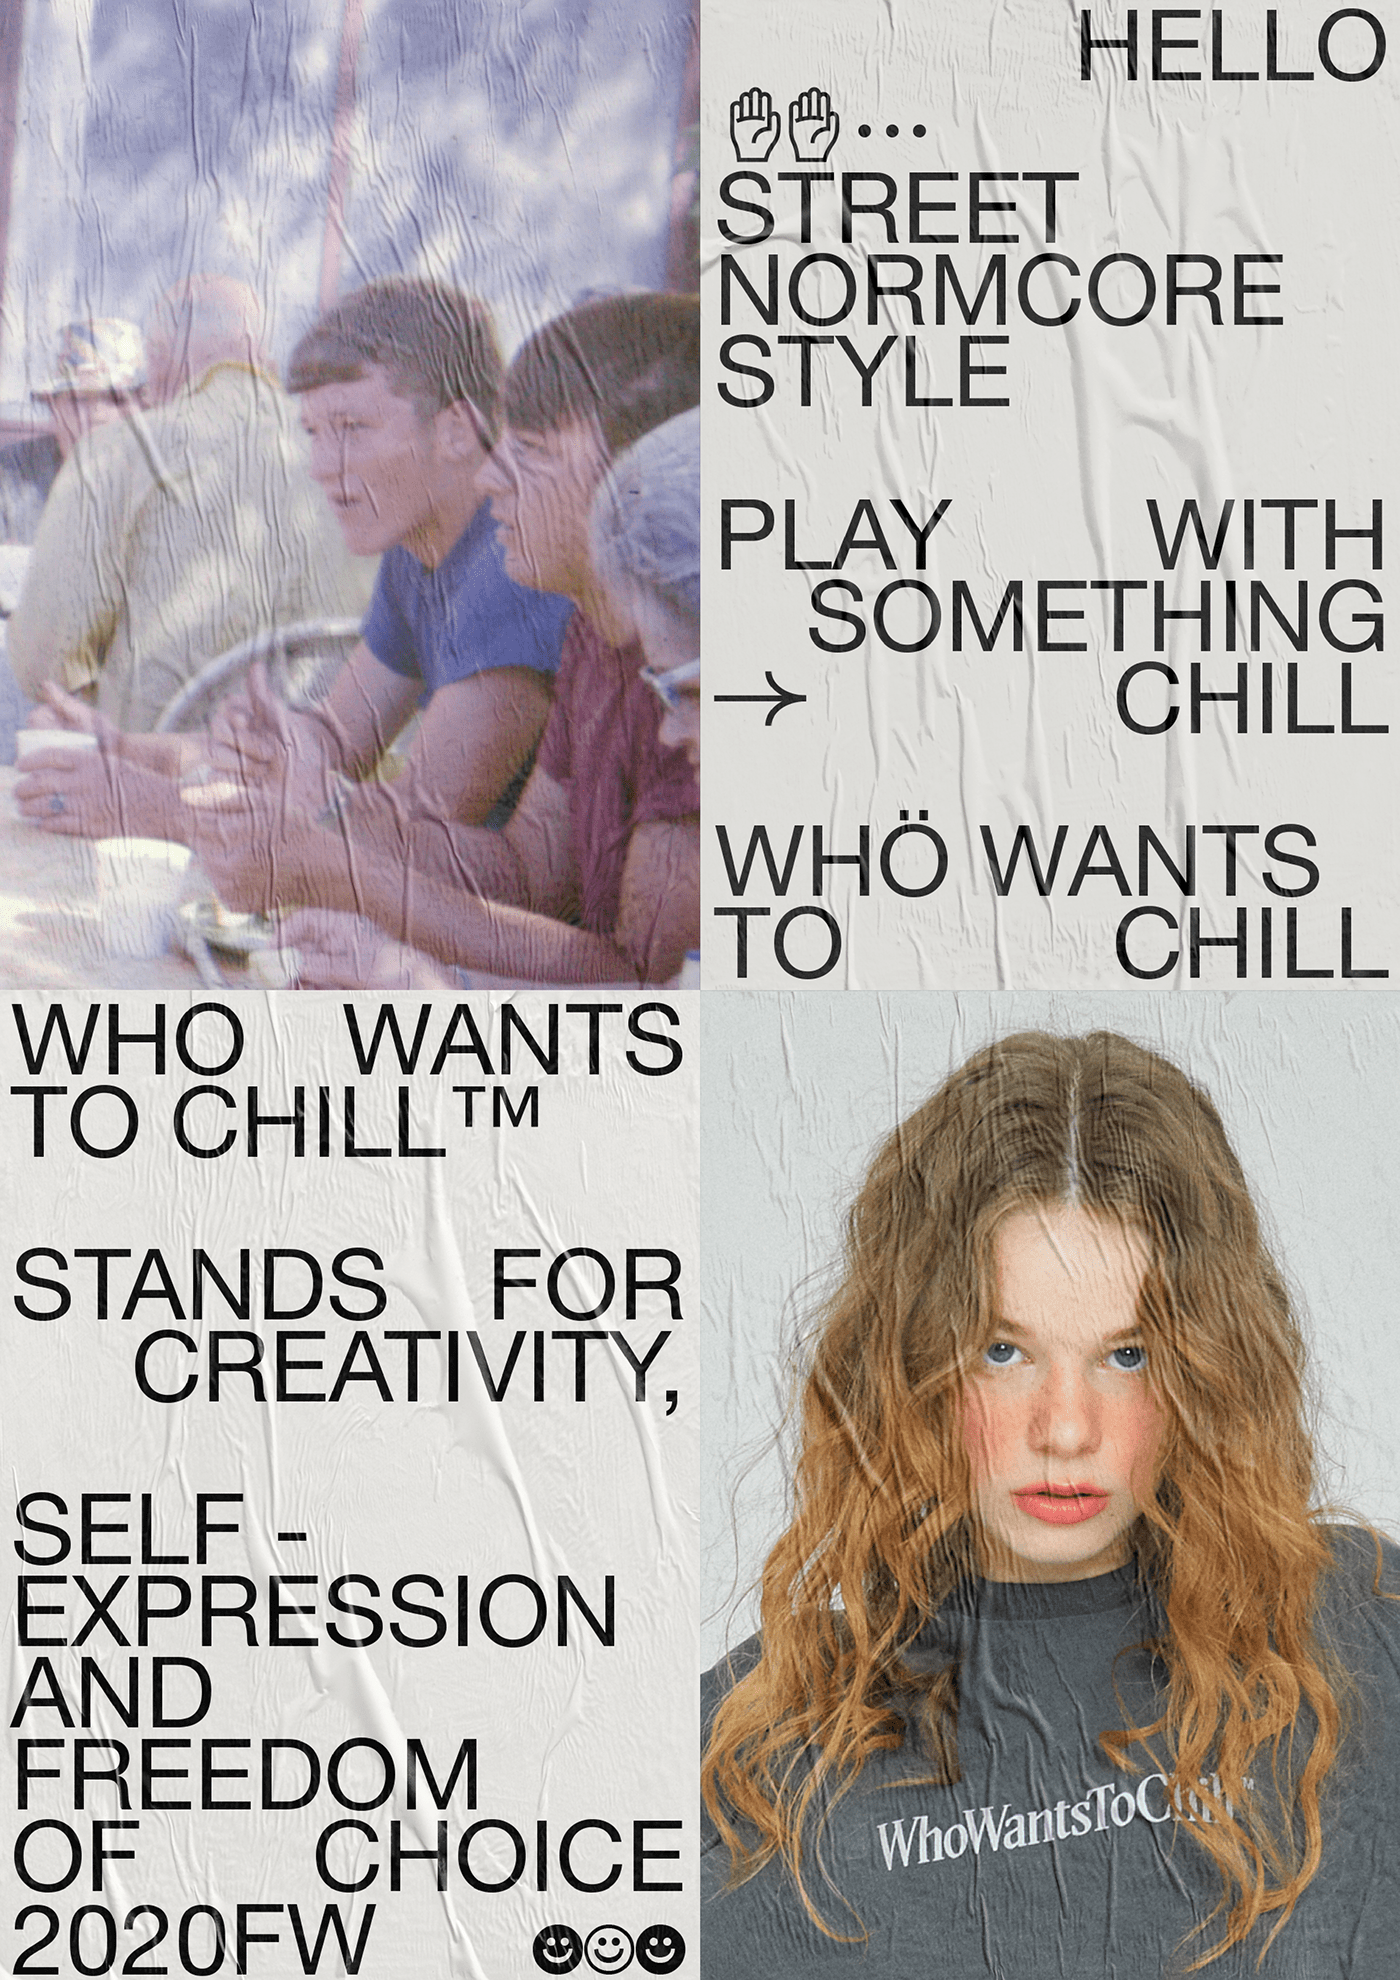 HELLO
...
STREET
NORMCORE
STYLE
PLAY WITH
SOMETHING
→ CHILL
WHÖ WANTS
TO CHILL
WHO WANTS
TO CHILL™
STANDS FOR
CREATIVITY,
SELF -
EXPRESSION
AND
FREEDOM
OF CHOICE
2020FW
WhoWantsToChill™